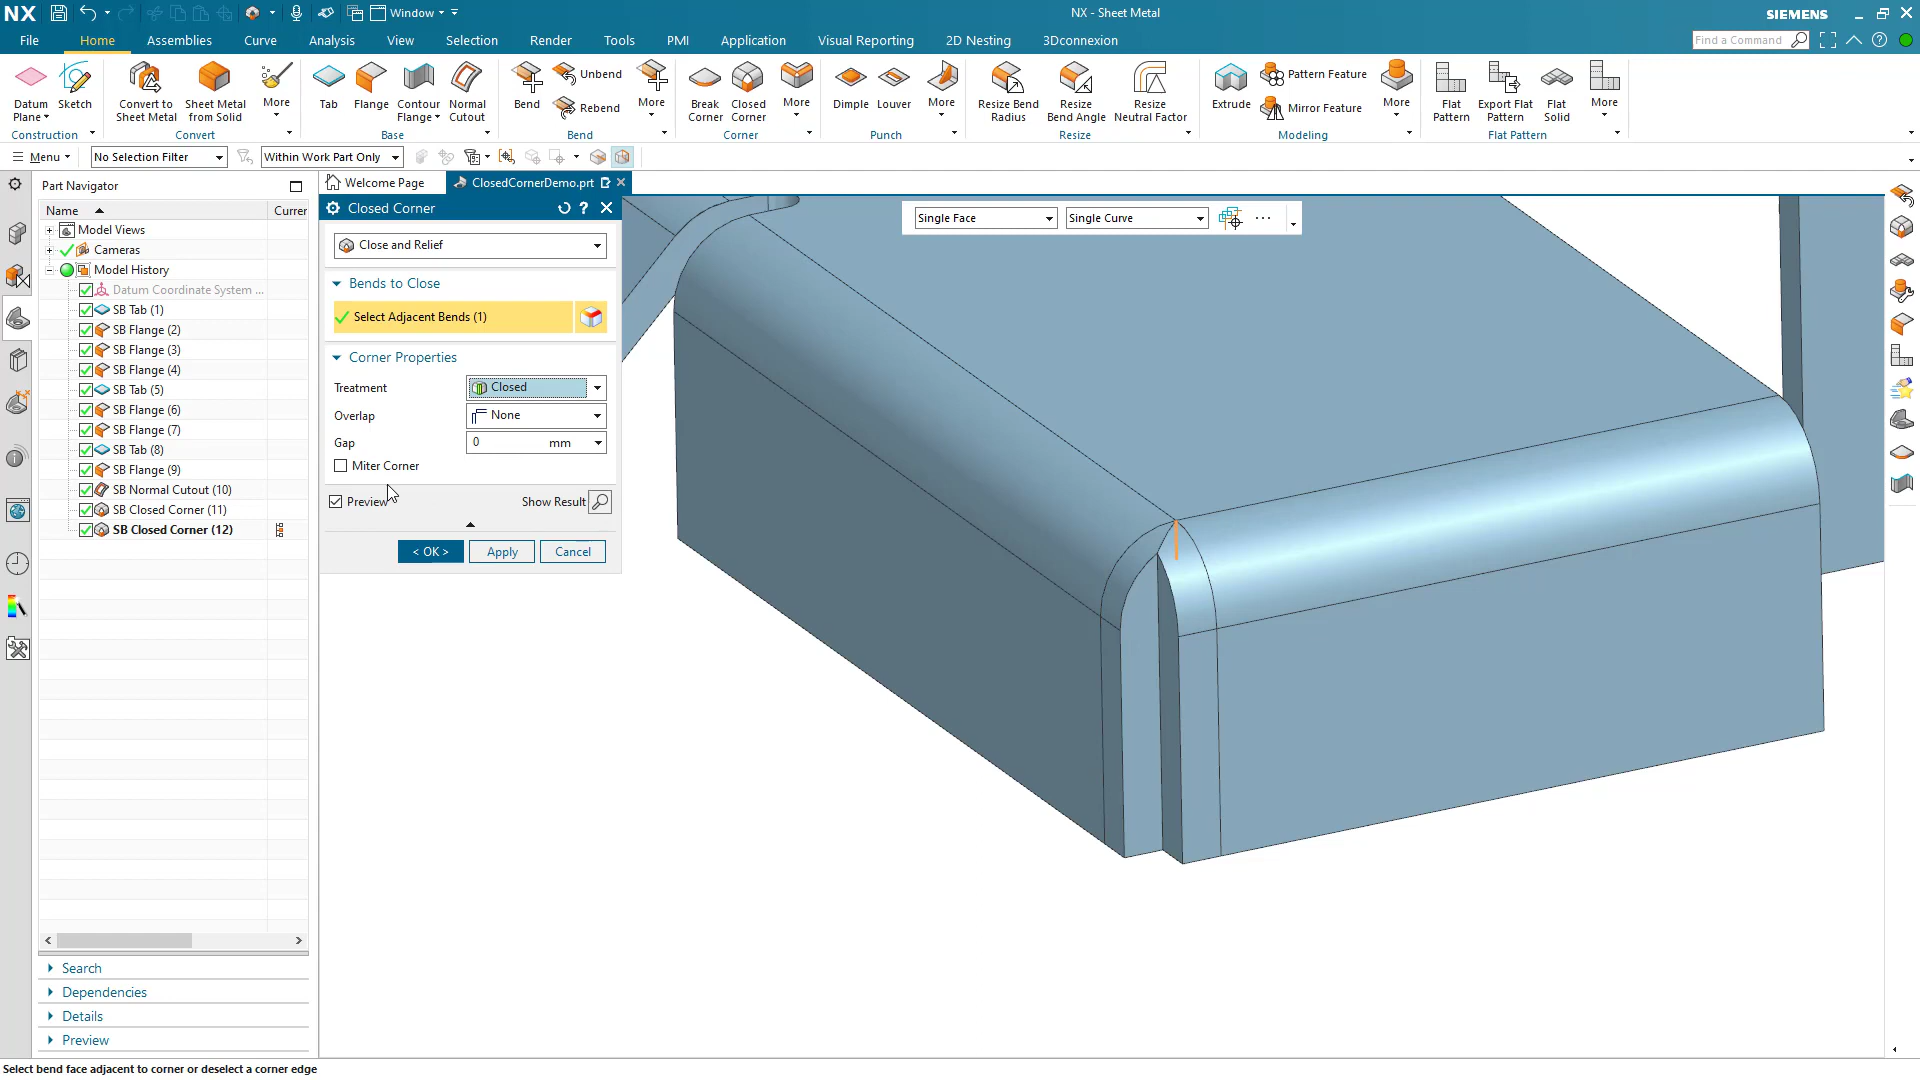 NX
Window
NX - Sheet Metal
SIEMENS
File
Home
Assemblies
Curve
Analysis
View
Selection
Render
Tools
PMI
Application
Virtual Reporting
2D Nesting
3Dconnexion
Find a Command
Datum Plane
Sketch
Construction
Convert to Sheet Metal
Sheet Metal from Solid
More
Convert
Tab
Flange
Contour Flange
Normal Cutout
Base
Bend
Unbend
Rebend
More
Bend
Break Corner
Closed Corner
More
Corner
Dimple
Louver
More
Punch
Resize Bend Radius
Resize Bend Angle
Resize Neutral Factor
Resize
Extrude
Pattern Feature
Mirror Feature
More
Modeling
Flat Pattern
Export Flat Pattern
Flat Solid
More
Flat Pattern
Menu
No Selection Filter
Within Work Part Only
Part Navigator
Name
Currer
Model Views
Cameras
Model History
Datum Coordinate System ...
SB Tab (1)
SB Flange (2)
SB Flange (3)
SB Flange (4)
SB Tab (5)
SB Flange (6)
SB Flange (7)
SB Tab (8)
SB Flange (9)
SB Normal Cutout (10)
SB Closed Corner (11)
SB Closed Corner (12)
Search
Dependencies
Details
Preview
Welcome Page
ClosedCornerDemo.prt
Closed Corner
Close and Relief
Bends to Close
Select Adjacent Bends (1)
Corner Properties
Treatment
Closed
Overlap
None
Gap
0 mm
Miter Corner
Preview
Show Result
< OK >
Apply
Cancel
Single Face
Single Curve
Select bend face adjacent to corner or deselect a corner edge